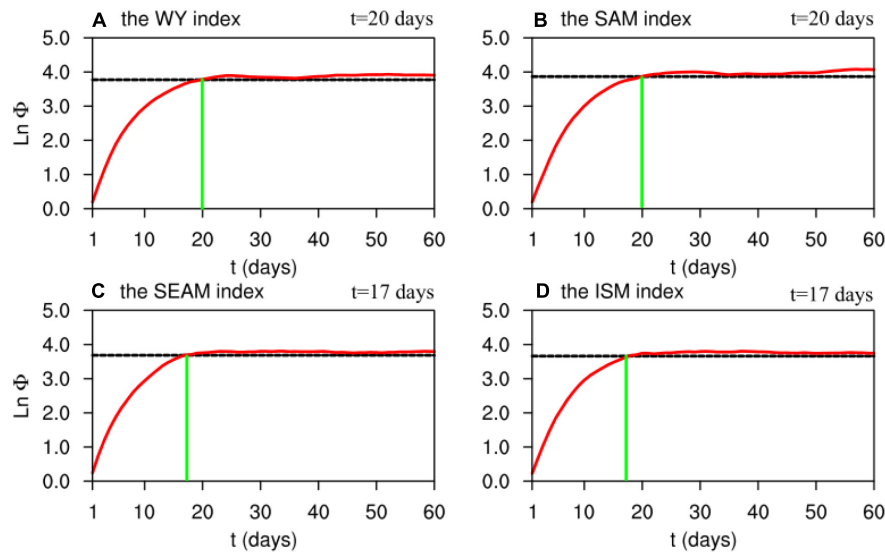 A the WY index t=20 days
5.0
4.0
3.0
2.0
1.0
0.0
Ln Φ
1 10 20 30 40 50 60
t (days)
B the SAM index t=20 days
5.0
4.0
3.0
2.0
1.0
0.0
1 10 20 30 40 50 60
t (days)
C the SEAM index t=17 days
5.0
4.0
3.0
2.0
1.0
0.0
Ln Φ
1 10 20 30 40 50 60
t (days)
D the ISM index t=17 days
5.0
4.0
3.0
2.0
1.0
0.0
1 10 20 30 40 50 60
t (days)